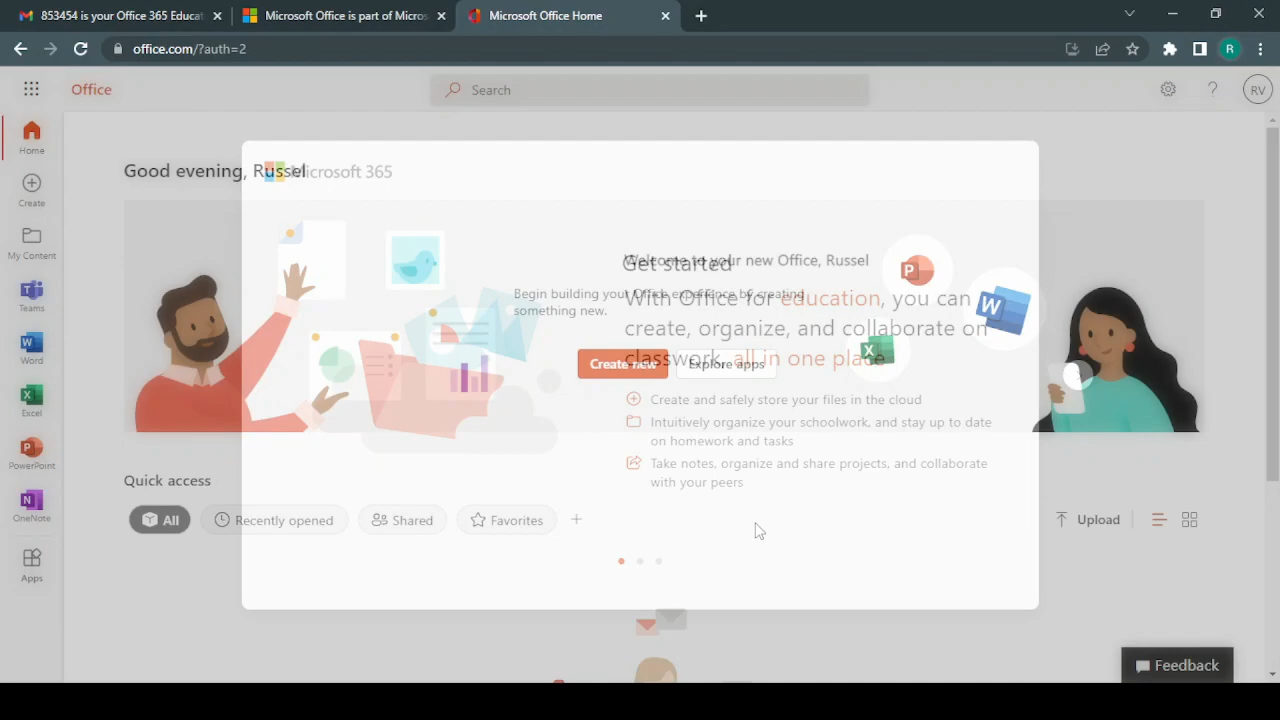 853454 is your Office 365 Educat
Microsoft Office is part of Micros
Microsoft Office Home
office.com/?auth=2
R
Office
Search
RV
Home
Create
My Content
Teams
Word
Excel
PowerPoint
OneNote
Apps
Good evening, Russel
Microsoft 365
Welcome to your new Office, Russel
Get started
Begin building your Office experience by creating
something new.
With Office for education, you can
create, organize, and collaborate on
classwork, all in one place
Create new
Explore apps
Create and safely store your files in the cloud
Intuitively organize your schoolwork, and stay up to date
on homework and tasks
Take notes, organize and share projects, and collaborate
with your peers
P
W
X
Quick access
All
Recently opened
Shared
Favorites
Upload
Feedback